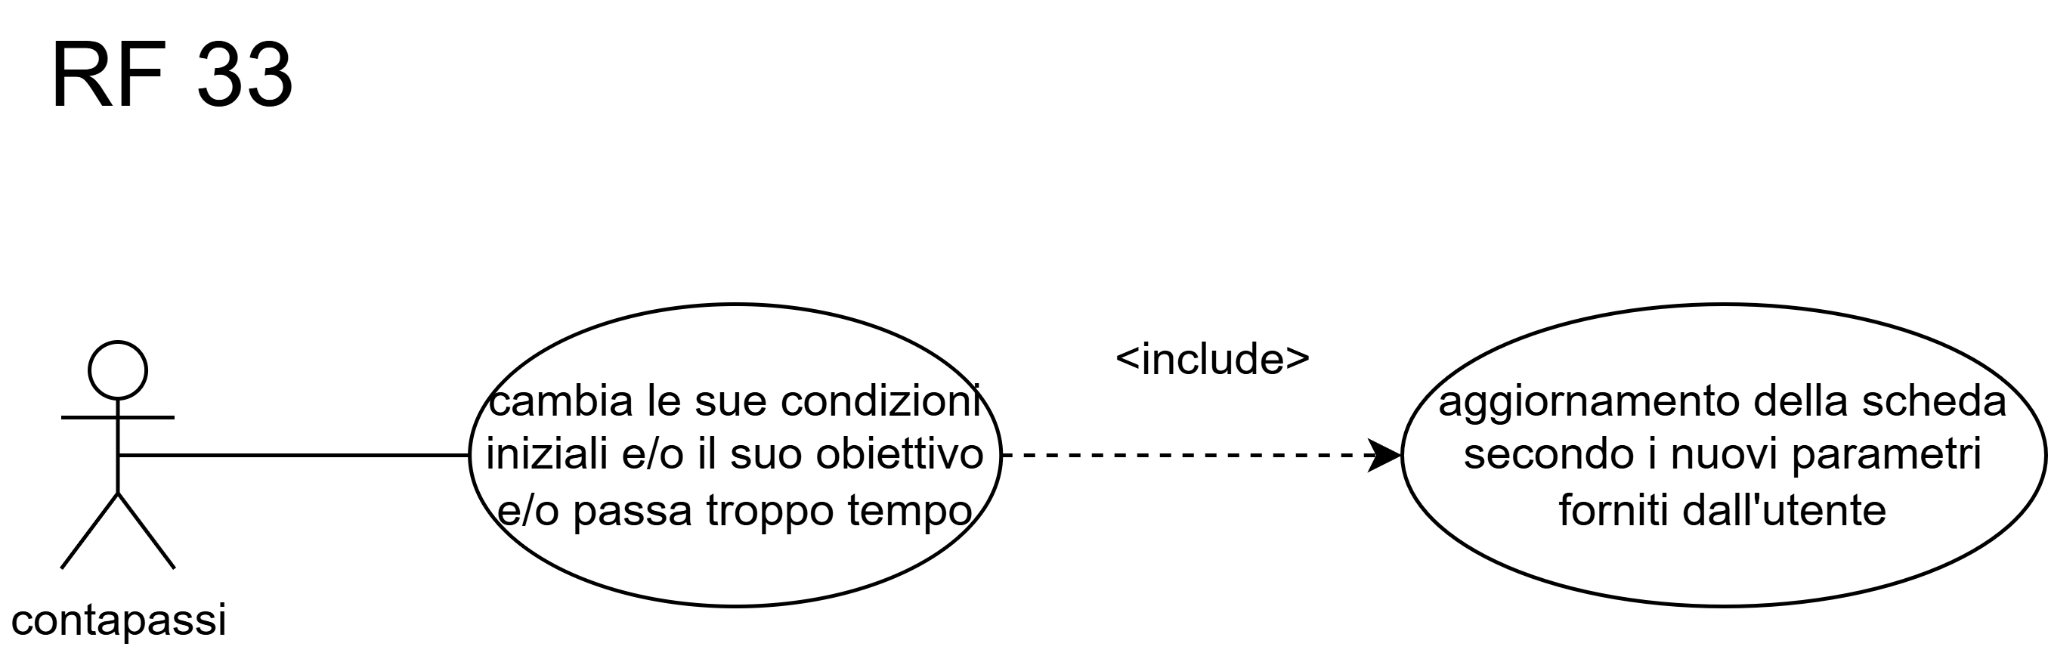 RF 33
<include>
cambia le sue condizioni
iniziali e/o il suo obiettivo
e/o passa troppo tempo
aggiornamento della scheda
secondo i nuovi parametri
forniti dall'utente
contapassi